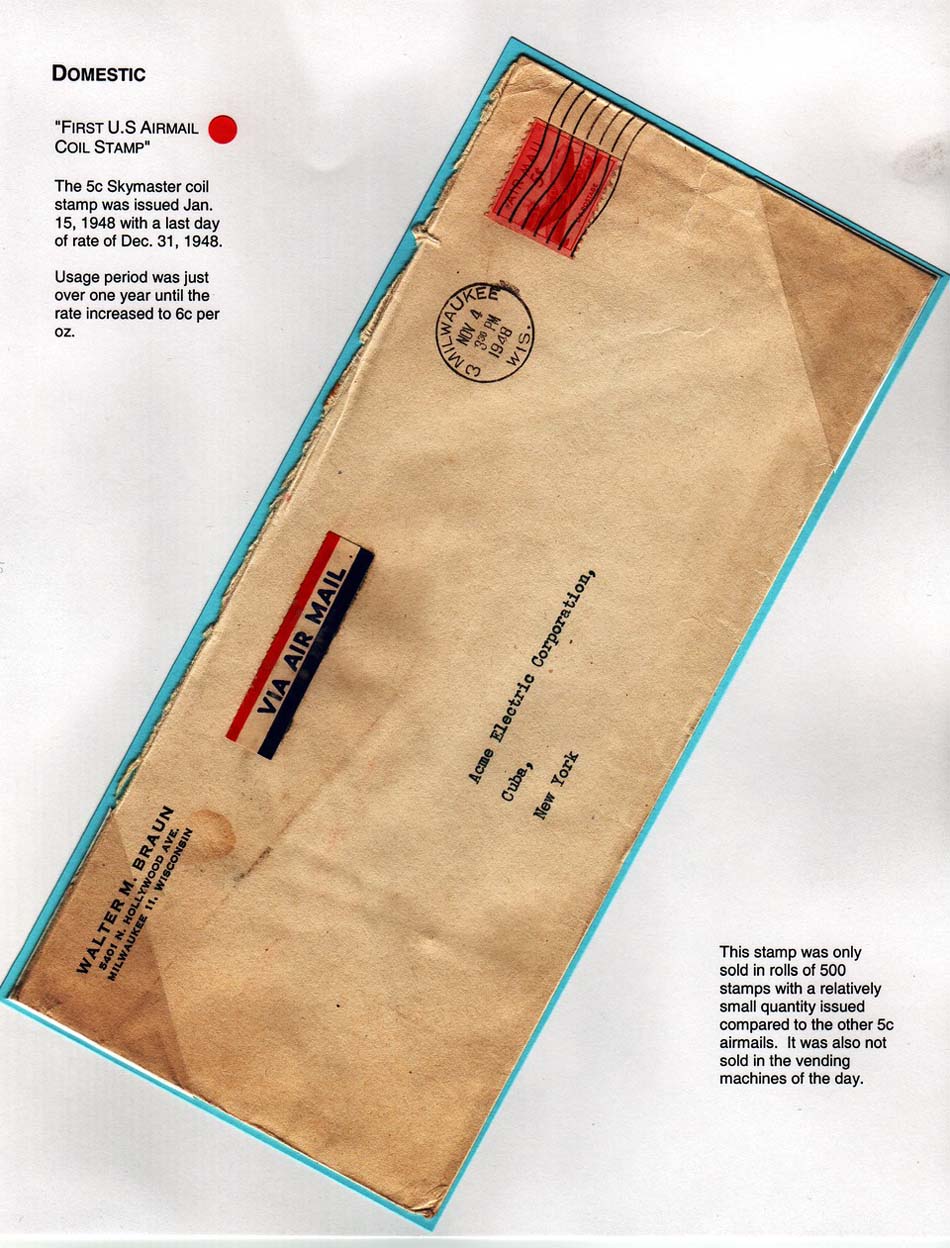 DOMESTIC
"FIRST U.S AIRMAIL
COIL STAMP"
The 5c Skymaster coil
stamp was issued Jan.
15, 1948 with a last day
of rate of Dec. 31, 1948.
Usage period was just
over one year until the
rate increased to 6c per
oz.
AIR MAIL
5¢
MILWAUKEE
NOV 4
3 30 PM
1948
WIS.
3
VIA AIR MAIL
Acme Electric Corporation,
Cuba,
New York
WALTER M. BRAUN
5401 N. HOLLYWOOD AVE.
MILWAUKEE 11, WISCONSIN
This stamp was only
sold in rolls of 500
stamps with a relatively
small quantity issued
compared to the other 5c
airmails. It was also not
sold in the vending
machines of the day.